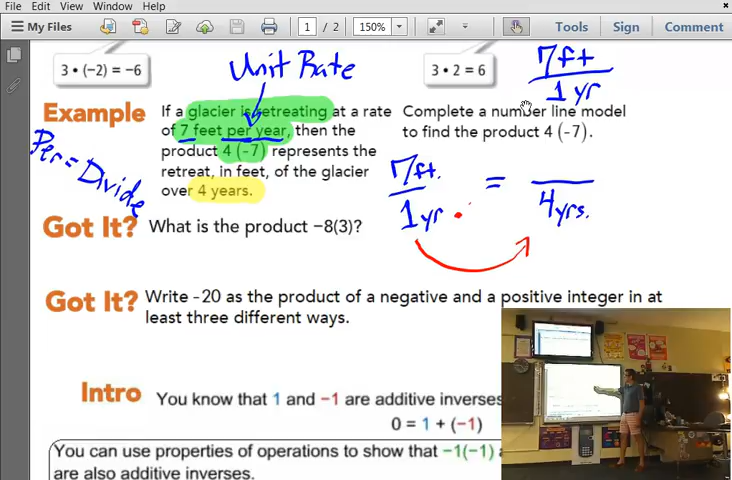 File Edit View Window Help
My Files
1 / 2
150%
Tools
Sign
Comment
3 • (−2) = −6
Unit Rate
3 • 2 = 6
7ft
1yr
Example
If a glacier is retreating at a rate
of 7 feet per year, then the
product 4 (-7) represents the
retreat, in feet, of the glacier
over 4 years.
Complete a number line model
to find the product 4 (-7).
Per = Divide
7ft.
1yr •
=
4yrs.
Got It? What is the product −8(3)?
Got It? Write -20 as the product of a negative and a positive integer in at
least three different ways.
Intro You know that 1 and −1 are additive inverses
0 = 1 + (−1)
You can use properties of operations to show that −1(−1)
are also additive inverses.